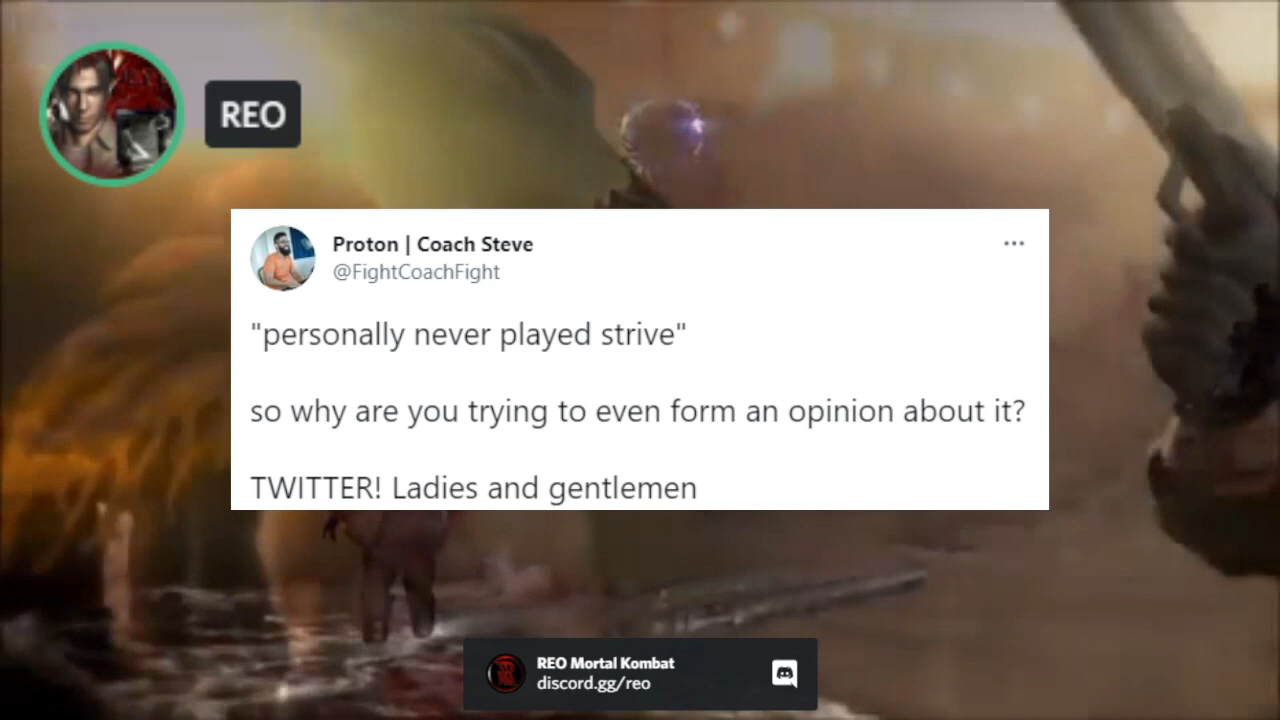 REO
Proton | Coach Steve
@FightCoachFight
"personally never played strive"
so why are you trying to even form an opinion about it?
TWITTER! Ladies and gentlemen
REO Mortal Kombat
discord.gg/reo